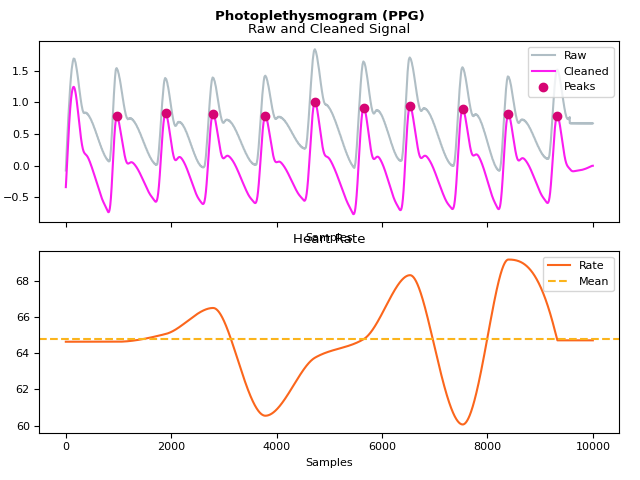 Photoplethysmogram (PPG)
Raw and Cleaned Signal
Raw
Cleaned
Peaks
1.5
1.0
0.5
0.0
−0.5
Samples
Heart Rate
Rate
Mean
68
66
64
62
60
0 2000 4000 6000 8000 10000
Samples